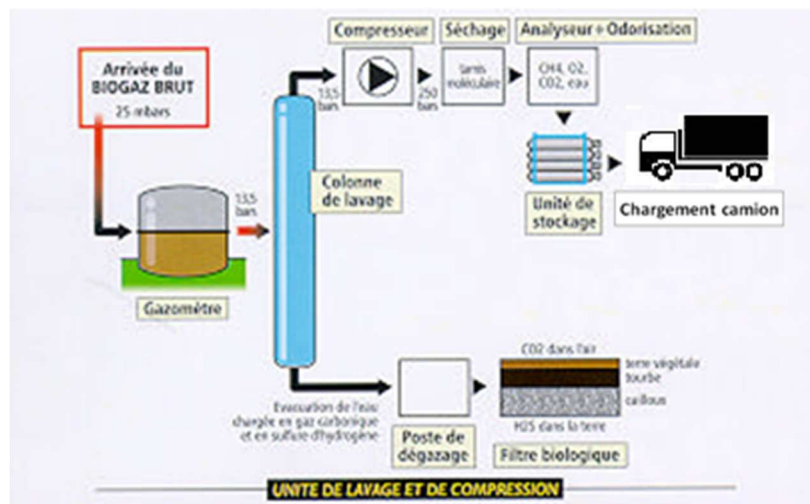 Compresseur
Séchage
Analyseur + Odorisation
Arrivée du
BIOGAZ BRUT
25 mbars
13,5
bars
250
bars
tamis
moléculaire
CH4, O2,
CO2, eau
13,5
bars
Colonne
de lavage
Unité de
stockage
Chargement camion
Gazomètre
CO2 dans l'air
terre végétale
tourbe
cailloux
H2S dans la terre
Evacuation de l'eau
chargée en gaz carbonique
et en sulfure d'hydrogène
Poste de
dégazage
Filtre biologique
UNITE DE LAVAGE ET DE COMPRESSION